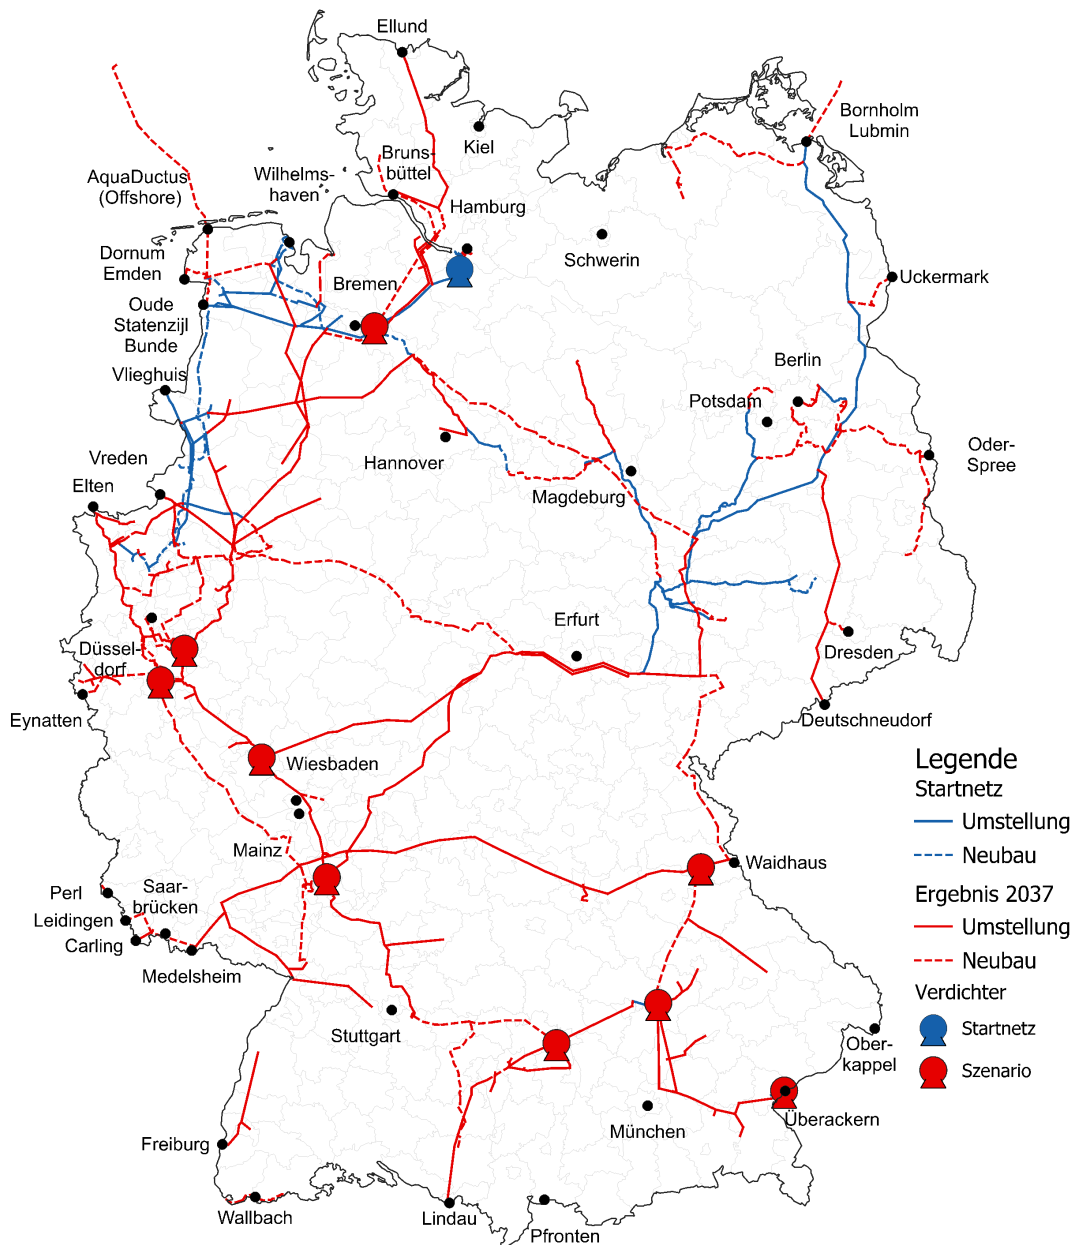 Ellund
Bornholm
Lubmin
Kiel
Bruns-
büttel
Wilhelms-
haven
AquaDuctus
(Offshore)
Hamburg
Schwerin
Dornum
Emden
Uckermark
Bremen
Oude
Statenzijl
Bunde
Vlieghuis
Berlin
Potsdam
Oder-
Spree
Vreden
Hannover
Elten
Magdeburg
Erfurt
Düssel-
dorf
Dresden
Eynatten
Deutschneudorf
Wiesbaden
Mainz
Waidhaus
Perl
Saar-
brücken
Leidingen
Carling
Medelsheim
Stuttgart
Ober-
kappel
München
Überackern
Freiburg
Wallbach
Lindau
Pfronten
Legende
Startnetz
Umstellung
Neubau
Ergebnis 2037
Umstellung
Neubau
Verdichter
Startnetz
Szenario